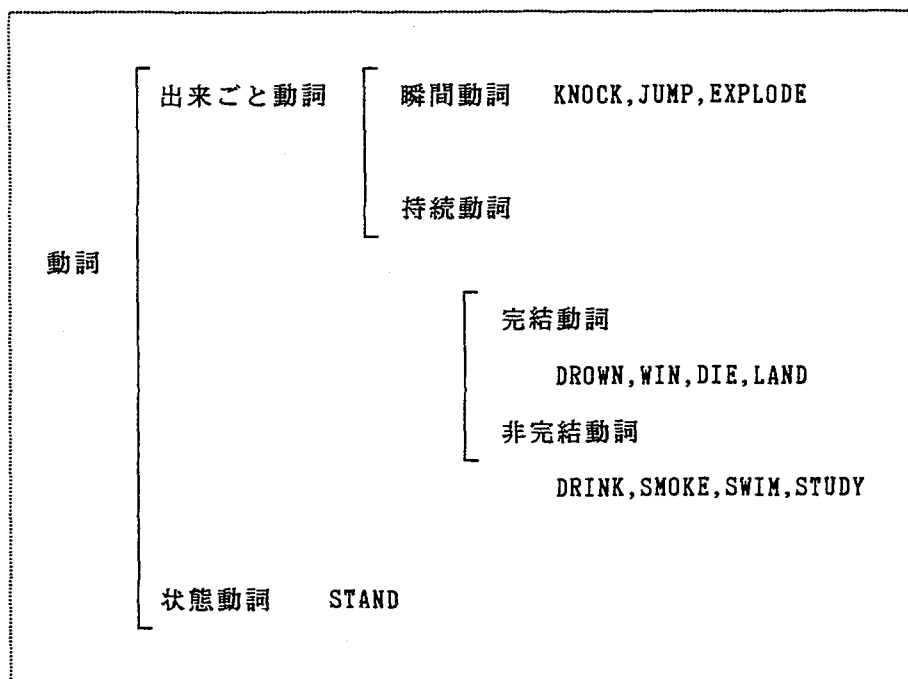 出来ごと動詞 瞬間動詞 KNOCK,JUMP,EXPLODE
持続動詞
動詞
完結動詞
DROWN,WIN,DIE,LAND
非完結動詞
DRINK,SMOKE,SWIM,STUDY
状態動詞 STAND